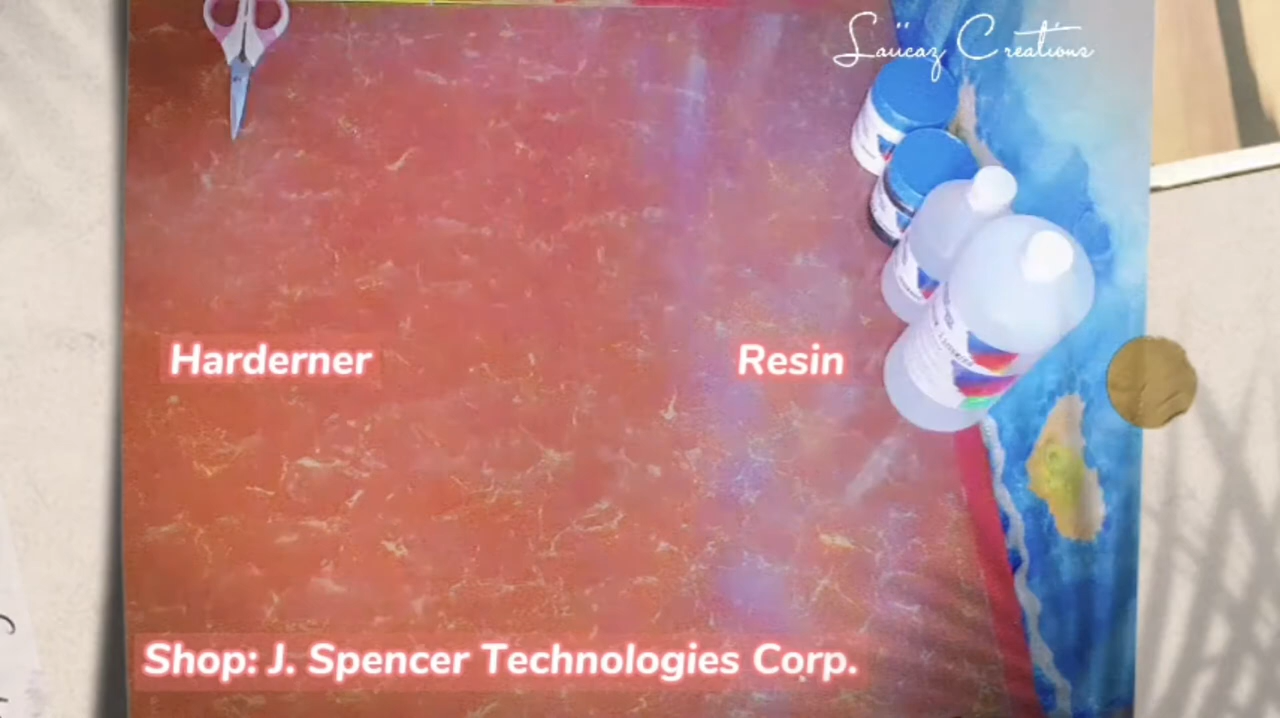 Laücaz Creations
Harderner
Resin
Shop: J. Spencer Technologies Corp.